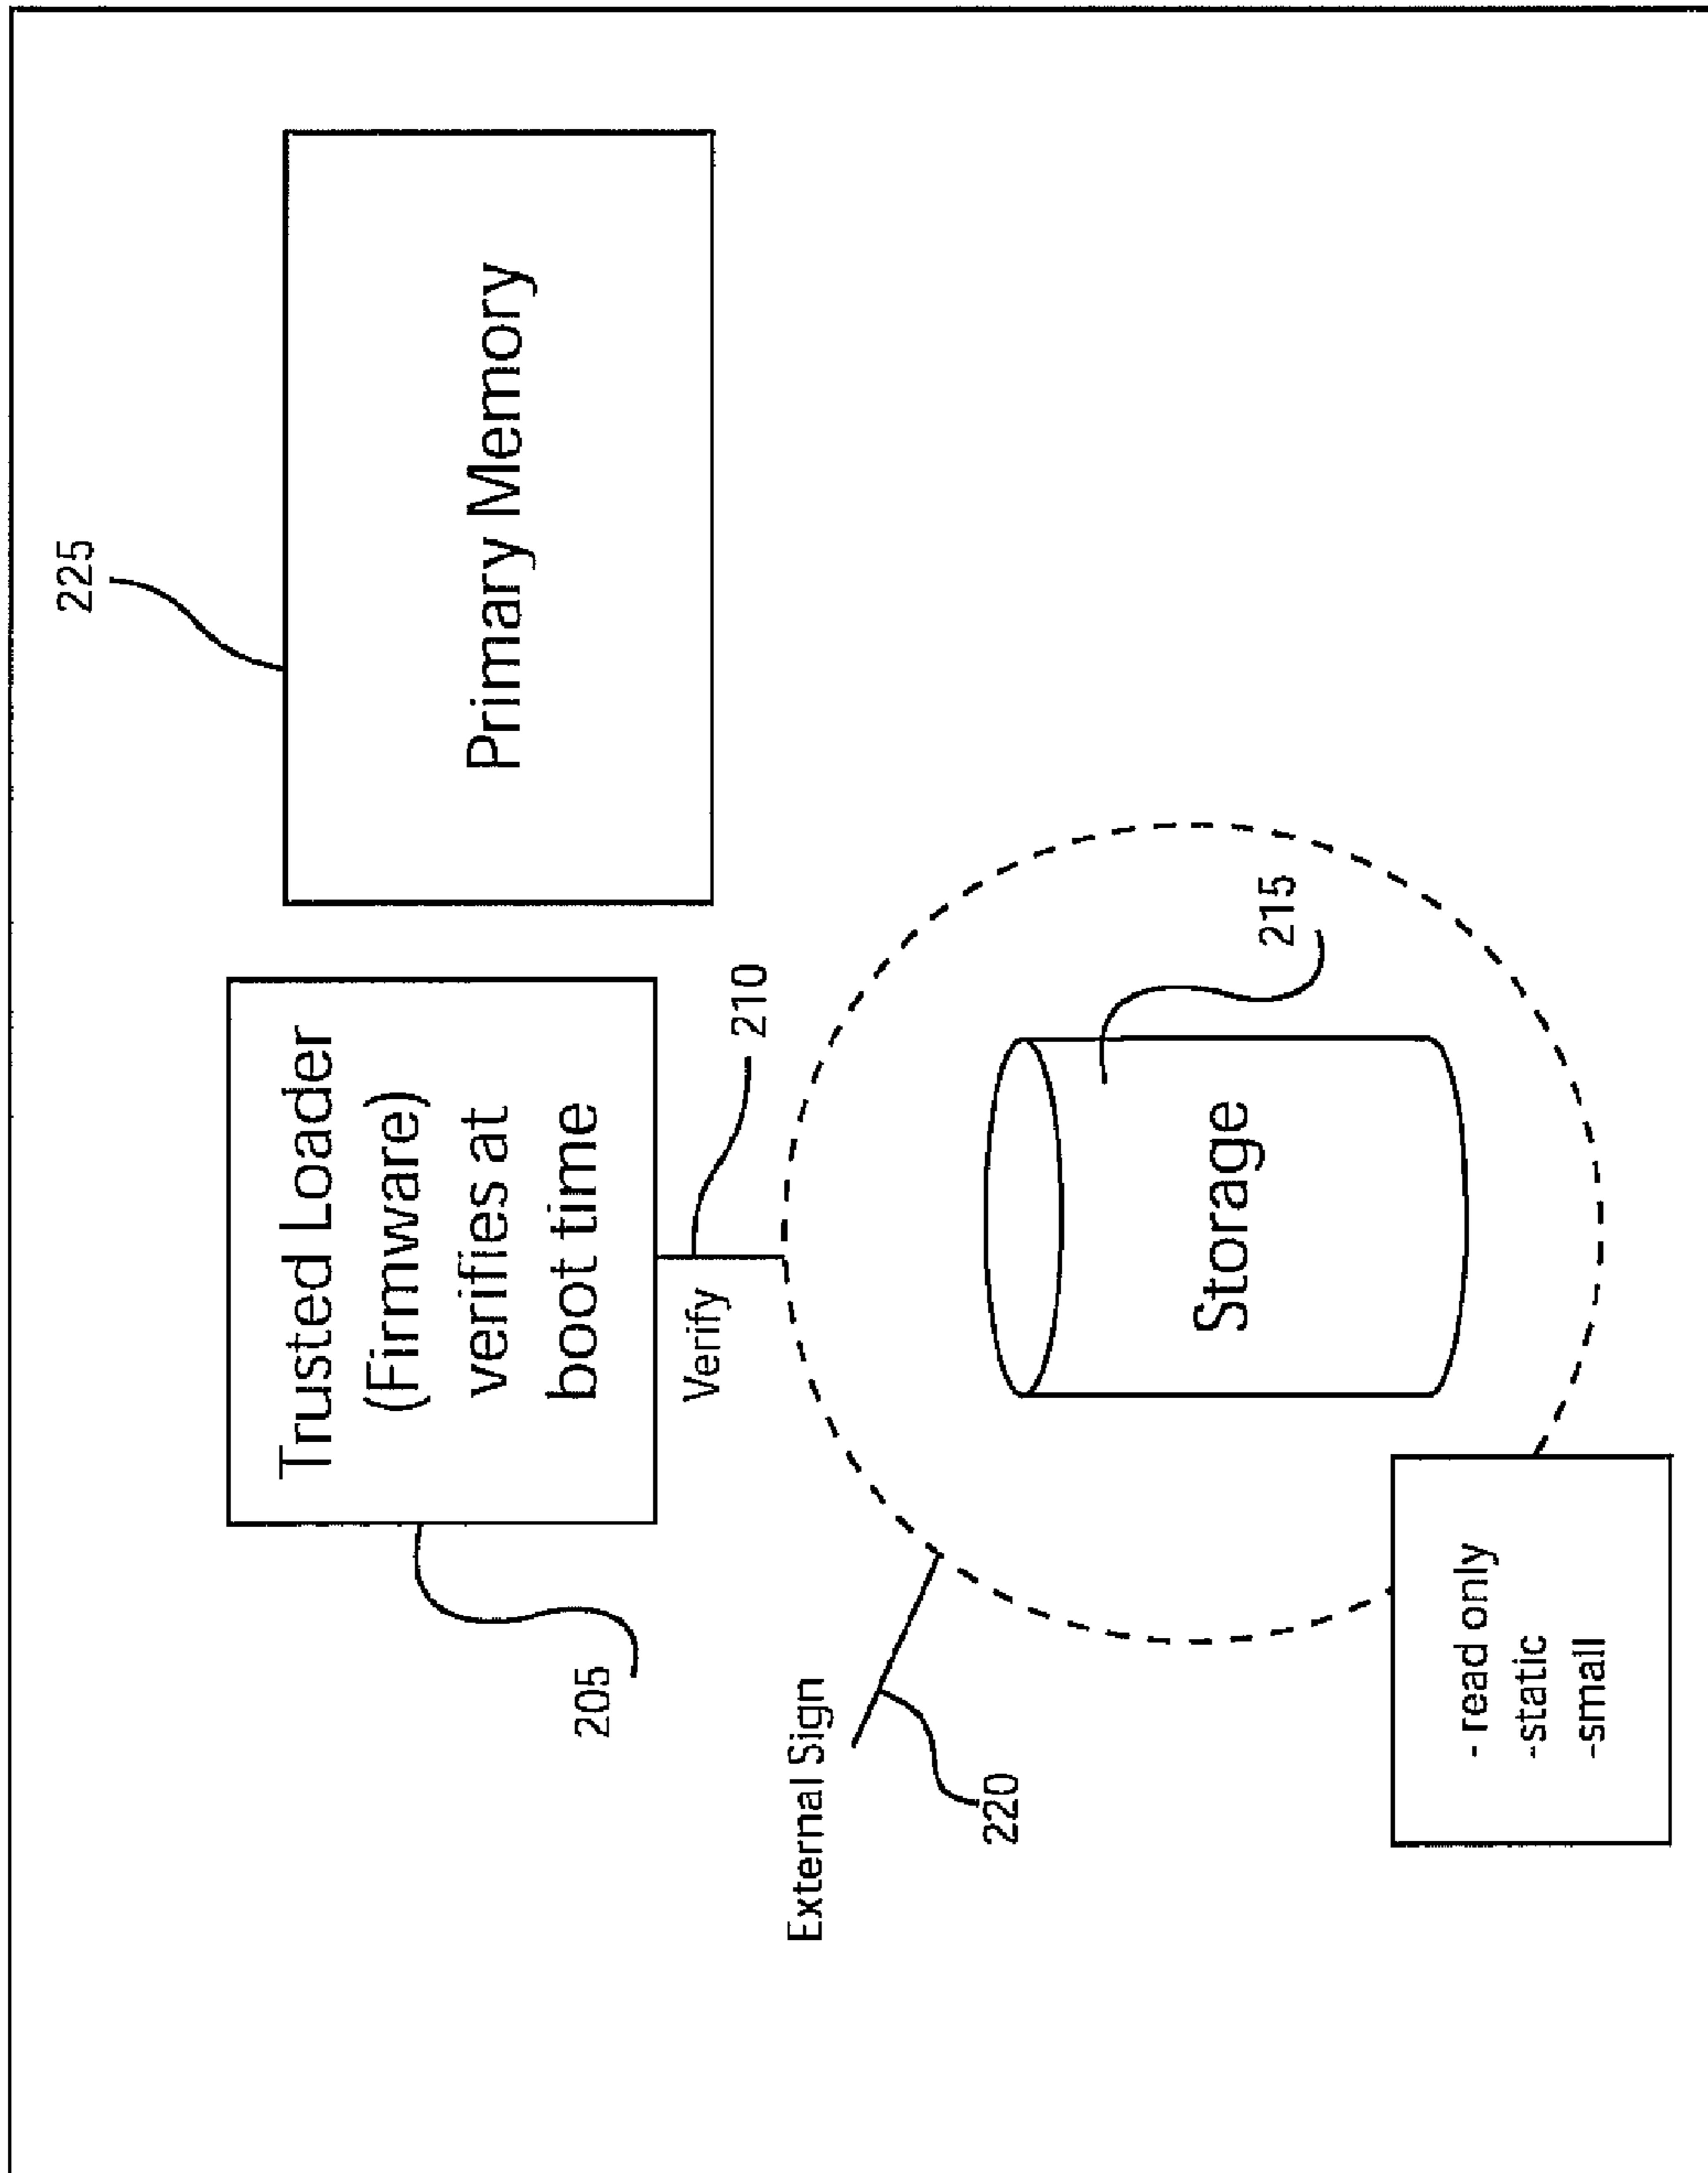 225
Primary Memory
Trusted Loader
(Firmware)
verifies at
boot time
205
Verify
210
External Sign
220
215
Storage
- read only
-static
-small